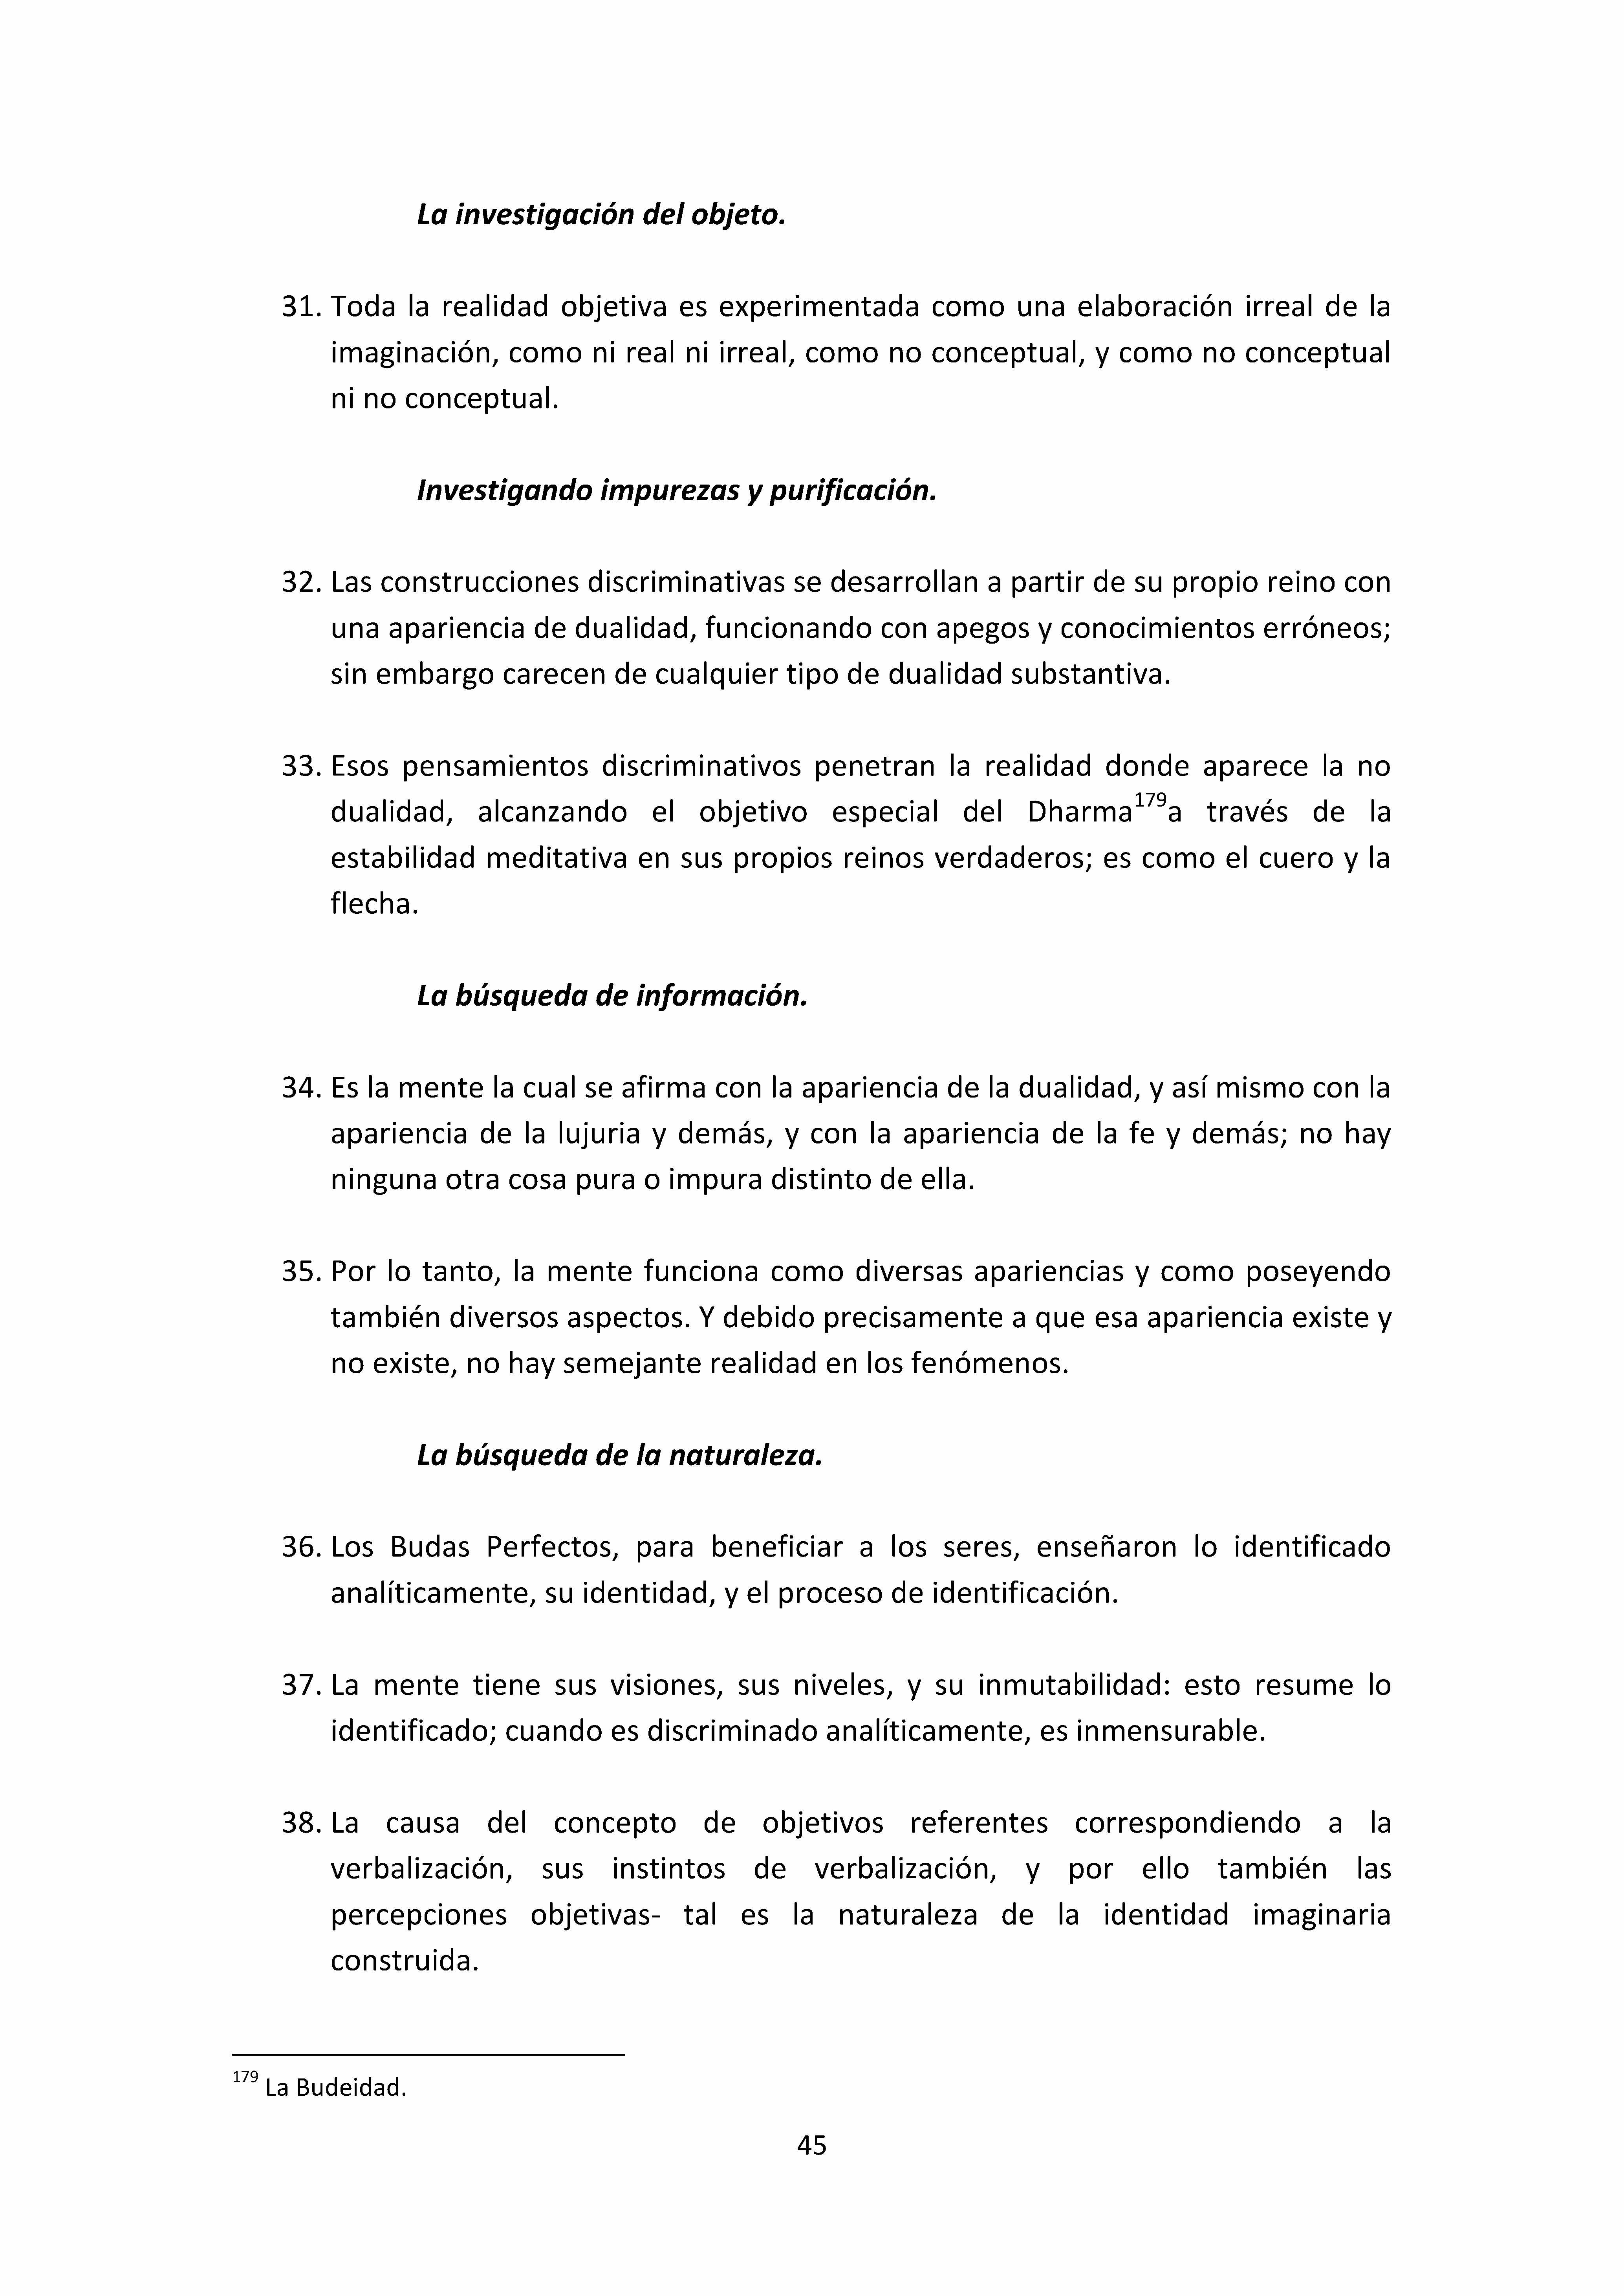 La investigación del objeto.
31. Toda la realidad objetiva es experimentada como una elaboración irreal de la
imaginación, como ni real ni irreal, como no conceptual, y como no conceptual
ni no conceptual.
Investigando impurezas y purificación.
32. Las construcciones discriminativas se desarrollan a partir de su propio reino con
una apariencia de dualidad, funcionando con apegos y conocimientos erróneos;
sin embargo carecen de cualquier tipo de dualidad substantiva.
33. Esos pensamientos discriminativos penetran la realidad donde aparece la no
dualidad, alcanzando el objetivo especial del Dharma179a través de la
estabilidad meditativa en sus propios reinos verdaderos; es como el cuero y la
flecha.
La búsqueda de información.
34. Es la mente la cual se afirma con la apariencia de la dualidad, y así mismo con la
apariencia de la lujuria y demás, y con la apariencia de la fe y demás; no hay
ninguna otra cosa pura o impura distinto de ella.
35. Por lo tanto, la mente funciona como diversas apariencias y como poseyendo
también diversos aspectos. Y debido precisamente a que esa apariencia existe y
no existe, no hay semejante realidad en los fenómenos.
La búsqueda de la naturaleza.
36. Los Budas Perfectos, para beneficiar a los seres, enseñaron lo identificado
analíticamente, su identidad, y el proceso de identificación.
37. La mente tiene sus visiones, sus niveles, y su inmutabilidad: esto resume lo
identificado; cuando es discriminado analíticamente, es inmensurable.
38. La causa del concepto de objetivos referentes correspondiendo a la
verbalización, sus instintos de verbalización, y por ello también las
percepciones objetivas- tal es la naturaleza de la identidad imaginaria
construida.
179 La Budeidad.
45